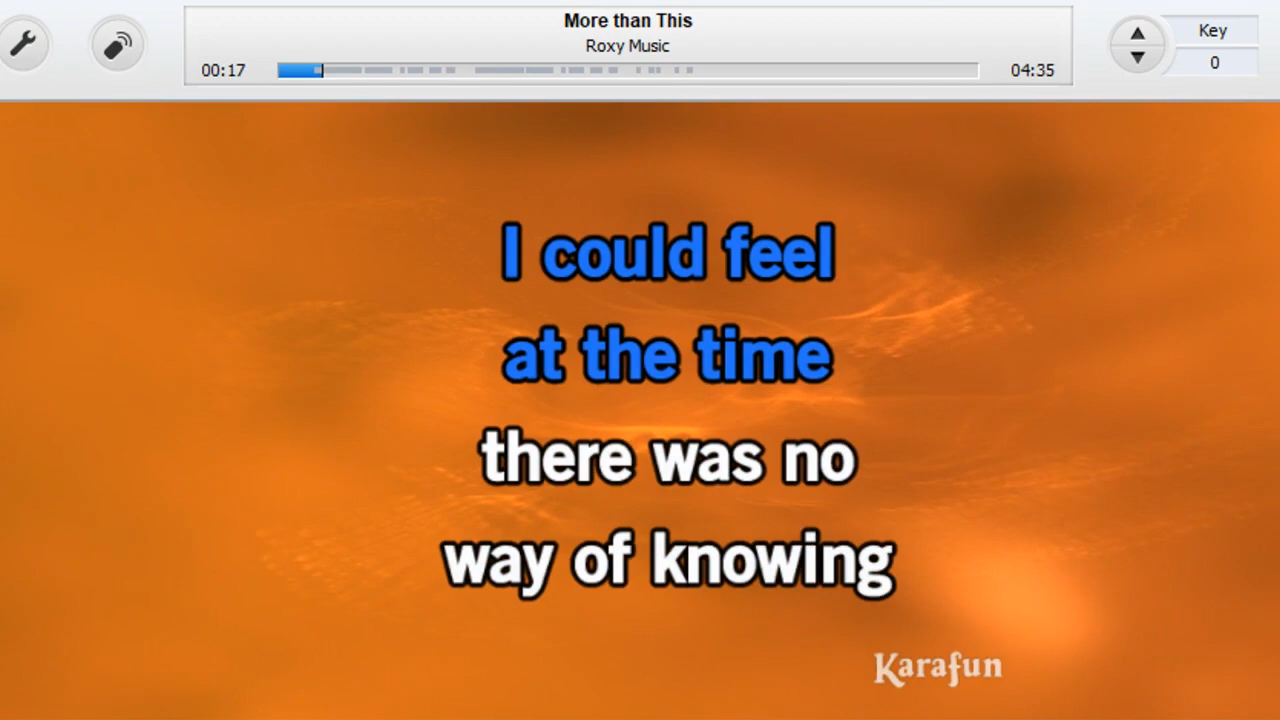 More than This
Roxy Music
00:17
04:35
Key
0
I could feel
at the time
there was no
way of knowing
Karafun